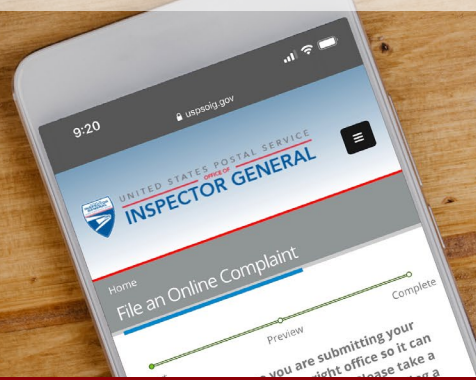 9:20
uspsoig.gov
UNITED STATES POSTAL SERVICE
OFFICE OF
INSPECTOR GENERAL
Home
File an Online Complaint
Preview
Complete
you are submitting your
right office so it can
please take a